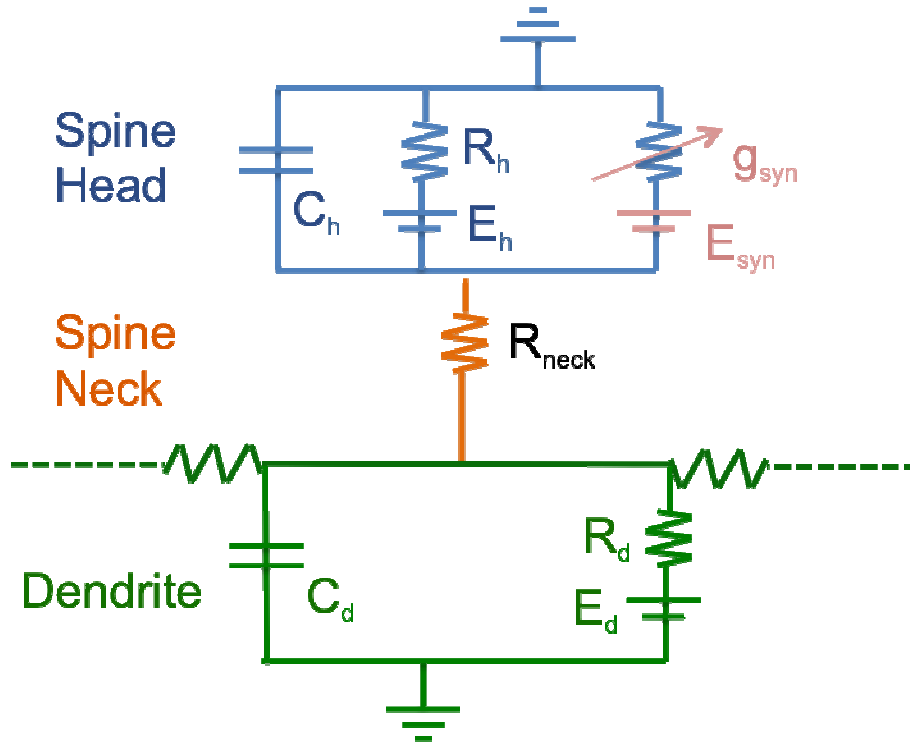 Spine
Head
C_h
R_h
E_h
g_syn
E_syn
Spine
Neck
R_neck
Dendrite
C_d
R_d
E_d